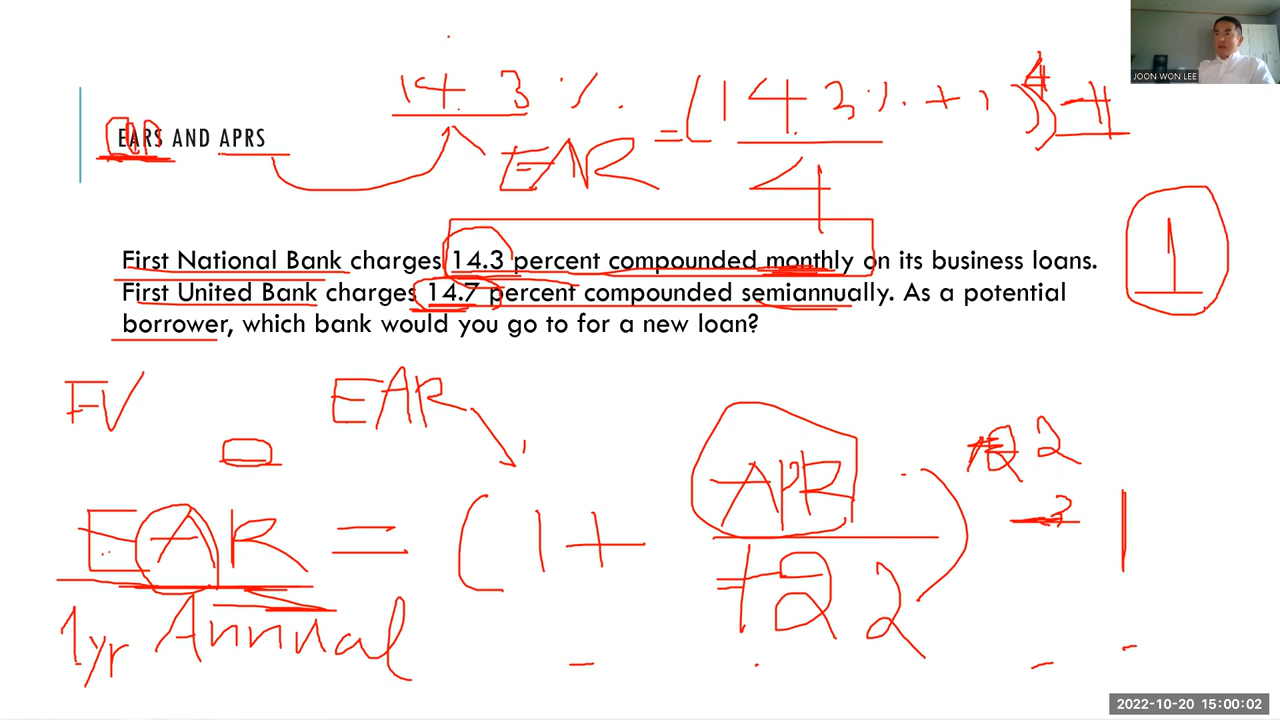 JOON WON LEE
14.3%
EARS AND APRS
EAR
= (14.3% + 1)4 - 1
4
1
First National Bank charges 14.3 percent compounded monthly on its business loans.
First United Bank charges 14.7 percent compounded semiannually. As a potential
borrower, which bank would you go to for a new loan?
FV
EAR
EAR = (1 + APR ) 2 - 1
2
1yr Annual
2022-10-20 15:00:02